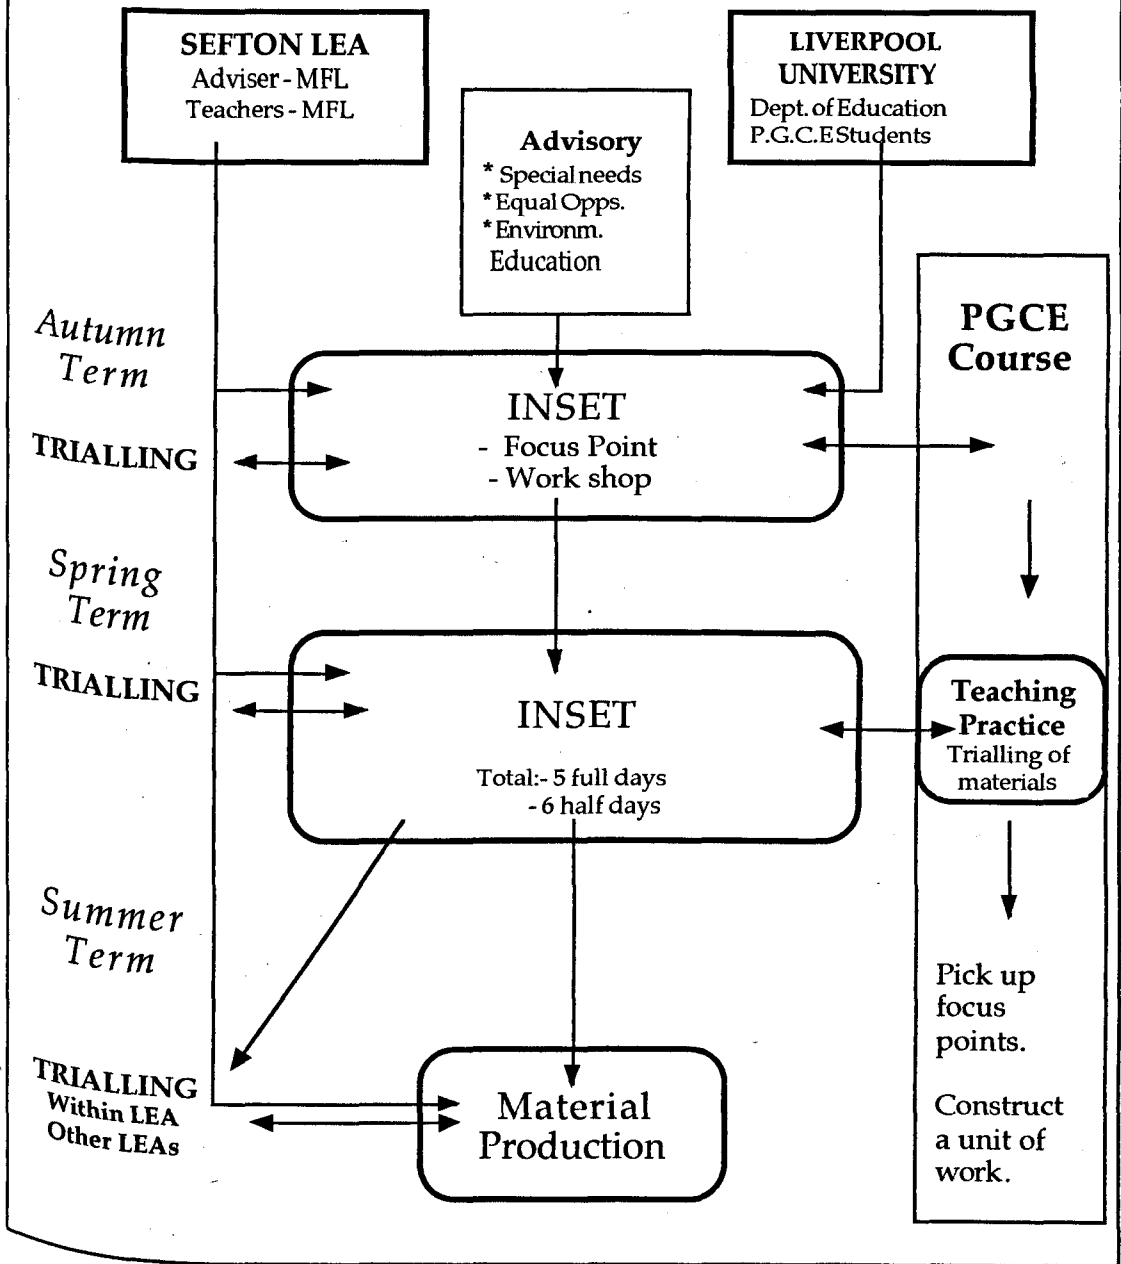 SEFTON LEA
Adviser - MFL
Teachers - MFL
LIVERPOOL
UNIVERSITY
Dept. of Education
P.G.C.E Students
Advisory
* Special needs
* Equal Opps.
* Environm.
Education
PGCE
Course
Autumn
Term
INSET
- Focus Point
- Work shop
TRIALLING
Spring
Term
TRIALLING
INSET
Total:- 5 full days
- 6 half days
Teaching
Practice
Trialling of
materials
Summer
Term
Pick up
focus
points.
Construct
a unit of
work.
TRIALLING
Within LEA
Other LEAs
Material
Production